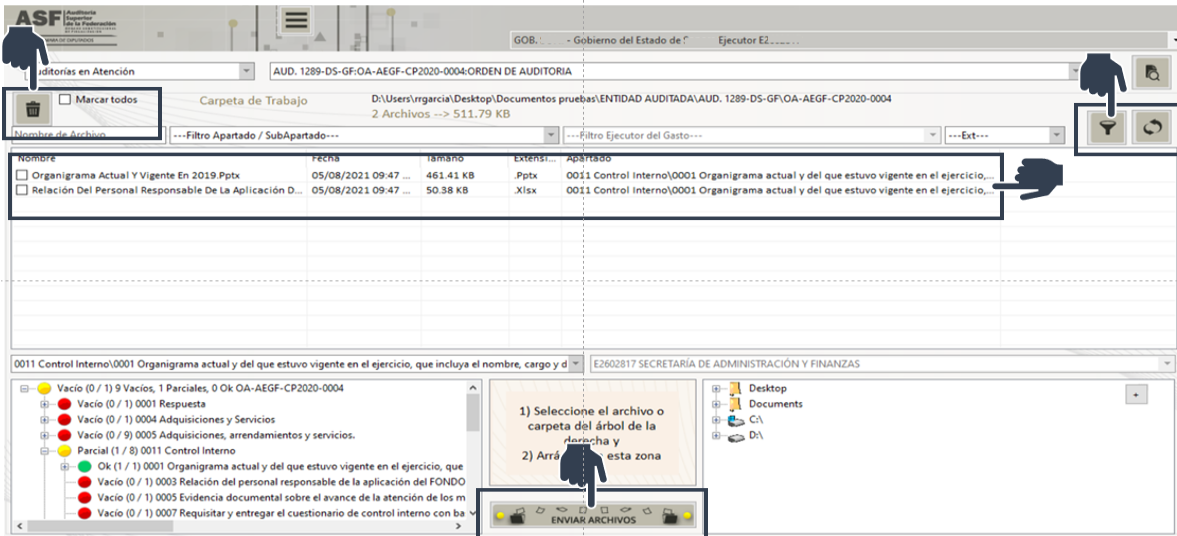 ASF Auditoría
Superior
de la Federación
CÁMARA DE DIPUTADOS
GOB. - Gobierno del Estado de Ejecutor
Auditorías en Atención
AUD. 1289-DS-GF:OA-AEGF-CP2020-0004:ORDEN DE AUDITORIA
Marcar todos
Carpeta de Trabajo
D:\Users\rrgarcia\Desktop\Documentos pruebas\ENTIDAD AUDITADA\AUD. 1289-DS-GF\OA-AEGF-CP2020-0004
2 Archivos --> 511.79 KB
Nombre de Archivo
---Filtro Apartado / SubApartado---
---Filtro Ejecutor del Gasto---
---Ext---
Nombre Fecha Tamaño Extensi... Apartado
Organigrama Actual Y Vigente En 2019.Pptx 05/08/2021 09:47 ... 461.41 KB .Pptx 0011 Control Interno\0001 Organigrama actual y del que estuvo vigente en el ejercicio,...
Relación Del Personal Responsable De La Aplicación D... 05/08/2021 09:47 ... 50.38 KB .Xlsx 0011 Control Interno\0001 Organigrama actual y del que estuvo vigente en el ejercicio,...
0011 Control Interno\0001 Organigrama actual y del que estuvo vigente en el ejercicio, que incluya el nombre, cargo y d
E2602817 SECRETARÍA DE ADMINISTRACIÓN Y FINANZAS
Vacío (0 / 1) 9 Vacíos, 1 Parciales, 0 Ok OA-AEGF-CP2020-0004
Vacío (0 / 1) 0001 Respuesta
Vacío (0 / 1) 0004 Adquisiciones y Servicios
Vacío (0 / 9) 0005 Adquisiciones, arrendamientos y servicios.
Parcial (1 / 8) 0011 Control Interno
Ok (1 / 1) 0001 Organigrama actual y del que estuvo vigente en el ejercicio, que
Vacío (0 / 1) 0003 Relación del personal responsable de la aplicación del FONDO
Vacío (0 / 1) 0005 Evidencia documental sobre el avance de la atención de los m
Vacío (0 / 1) 0007 Requisitar y entregar el cuestionario de control interno con ba
1) Seleccione el archivo o
carpeta del árbol de la
derecha y
2) Arrá esta zona
ENVIAR ARCHIVOS
Desktop
Documents
C:\
D:\
+